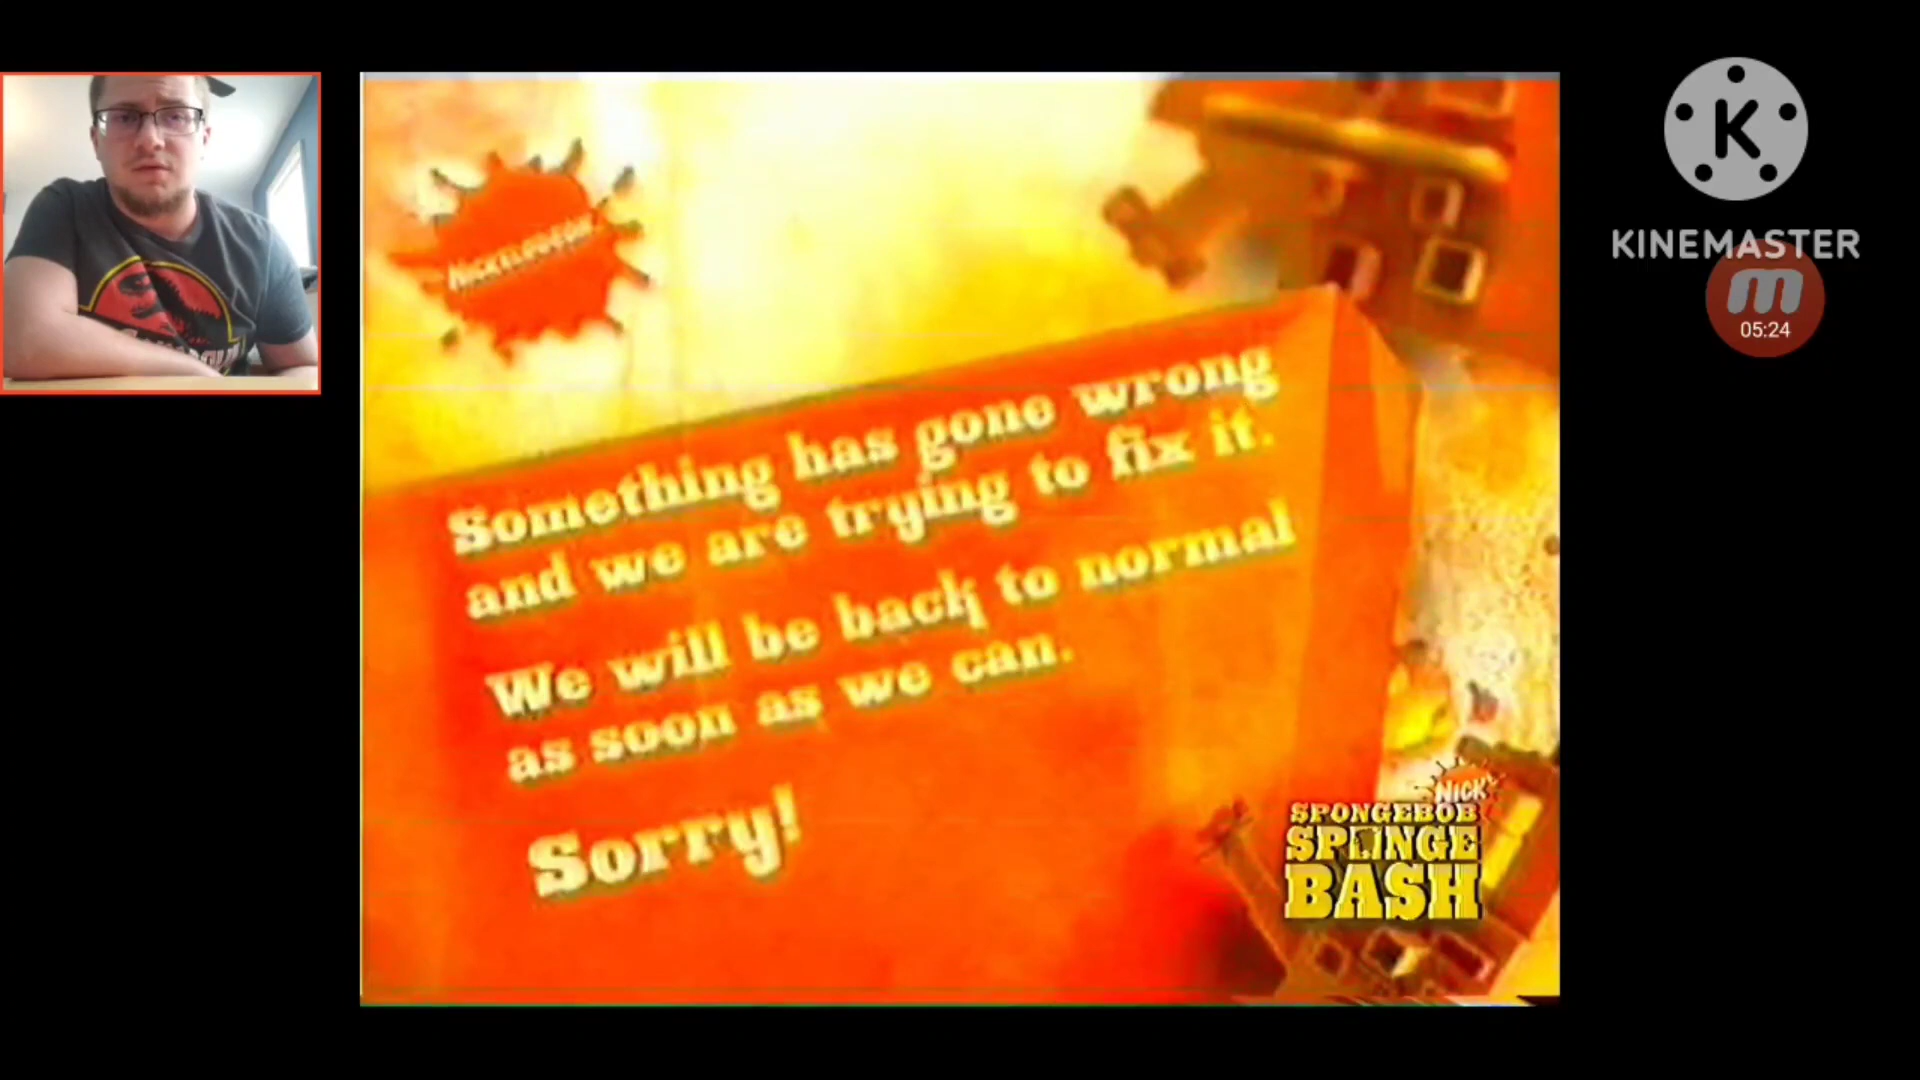 NICKELODEON
Something has gone wrong
and we are trying to fix it.
We will be back to normal
as soon as we can.
Sorry!
NICK
SPONGEBOB
SPONGE
BASH
K
KINEMASTER
m
05:24